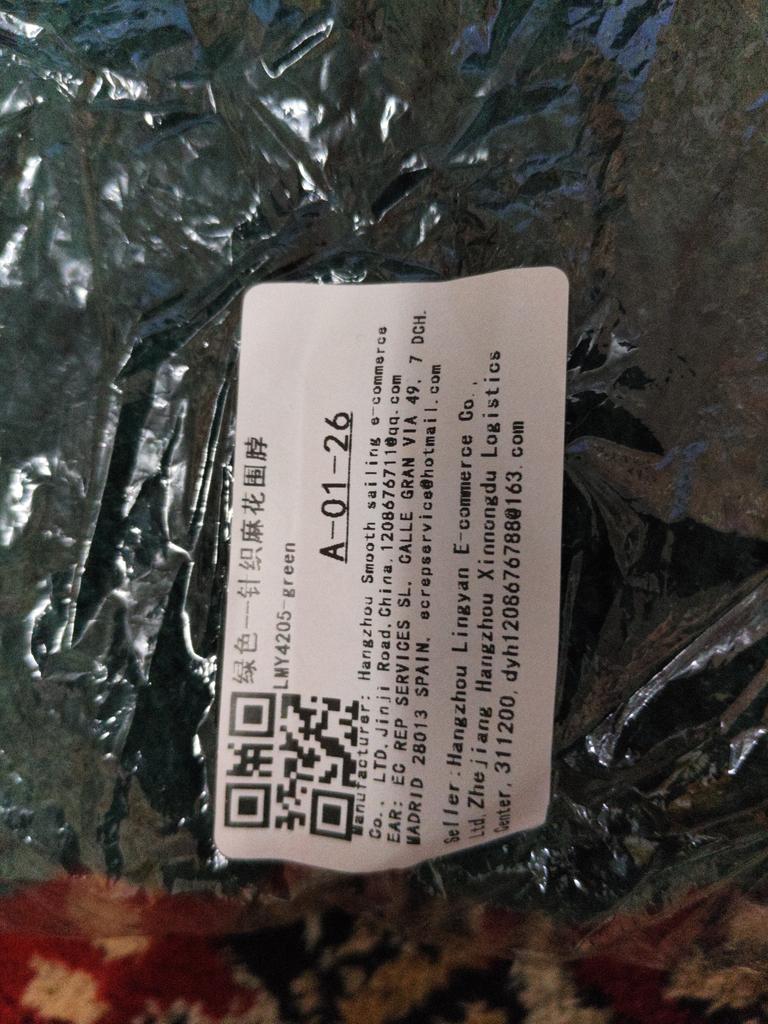 绿色--针织麻花围脖
LMY4205-green
A-01-26
Manufacturer: Hangzhou Smooth sailing e-commerce
Co., LTD.Jinji Road,China.1208676711@qq.com
EAR: EC REP SERVICES SL. CALLE GRAN VIA 49, 7 DCH.
MADRID 28013 SPAIN. ecrepservice@hotmail.com
Seller:Hangzhou Lingyan E-commerce Co.,
Ltd,Zhejiang Hangzhou Xinnongdu Logistics
Center, 311200, dyh1208676788@163.com